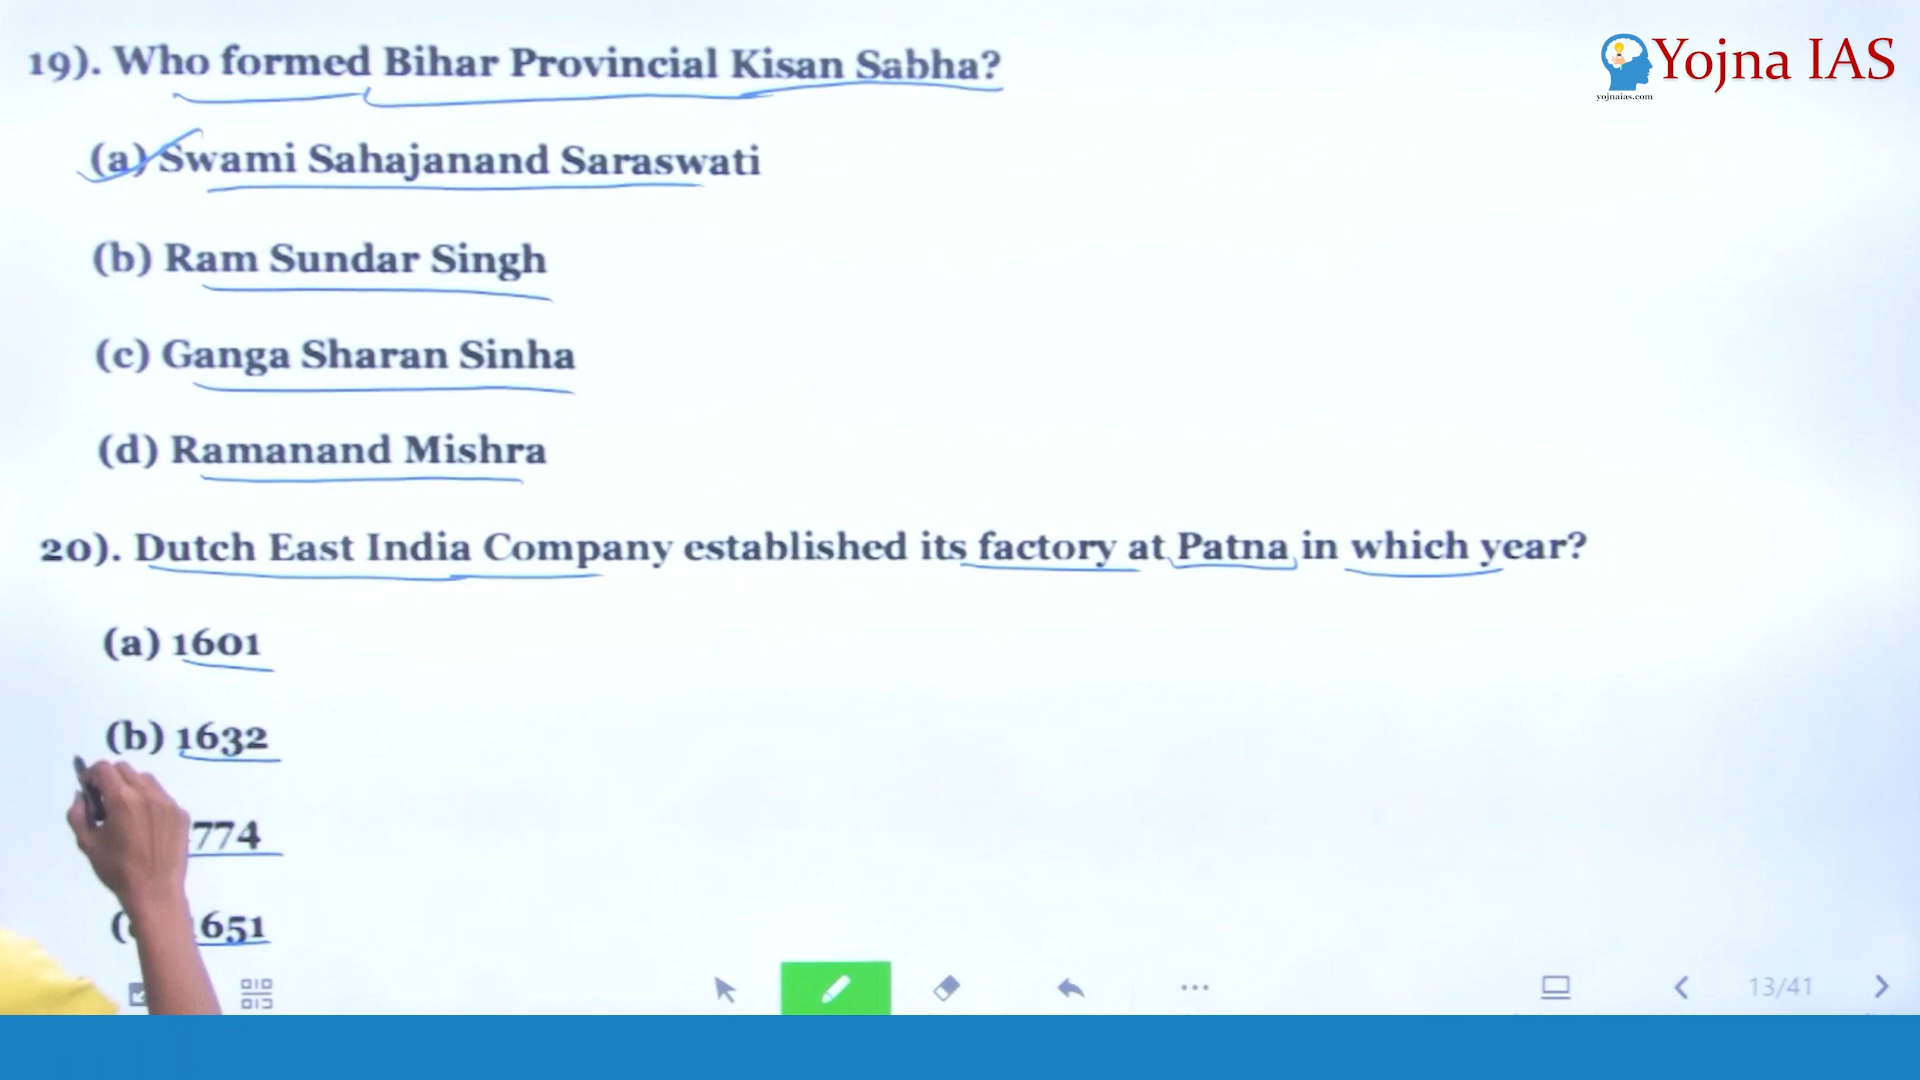 19). Who formed Bihar Provincial Kisan Sabha?
Yojna IAS
yojnaias.com
(a) Swami Sahajanand Saraswati
(b) Ram Sundar Singh
(c) Ganga Sharan Sinha
(d) Ramanand Mishra
20). Dutch East India Company established its factory at Patna in which year?
(a) 1601
(b) 1632
774
651
13/41